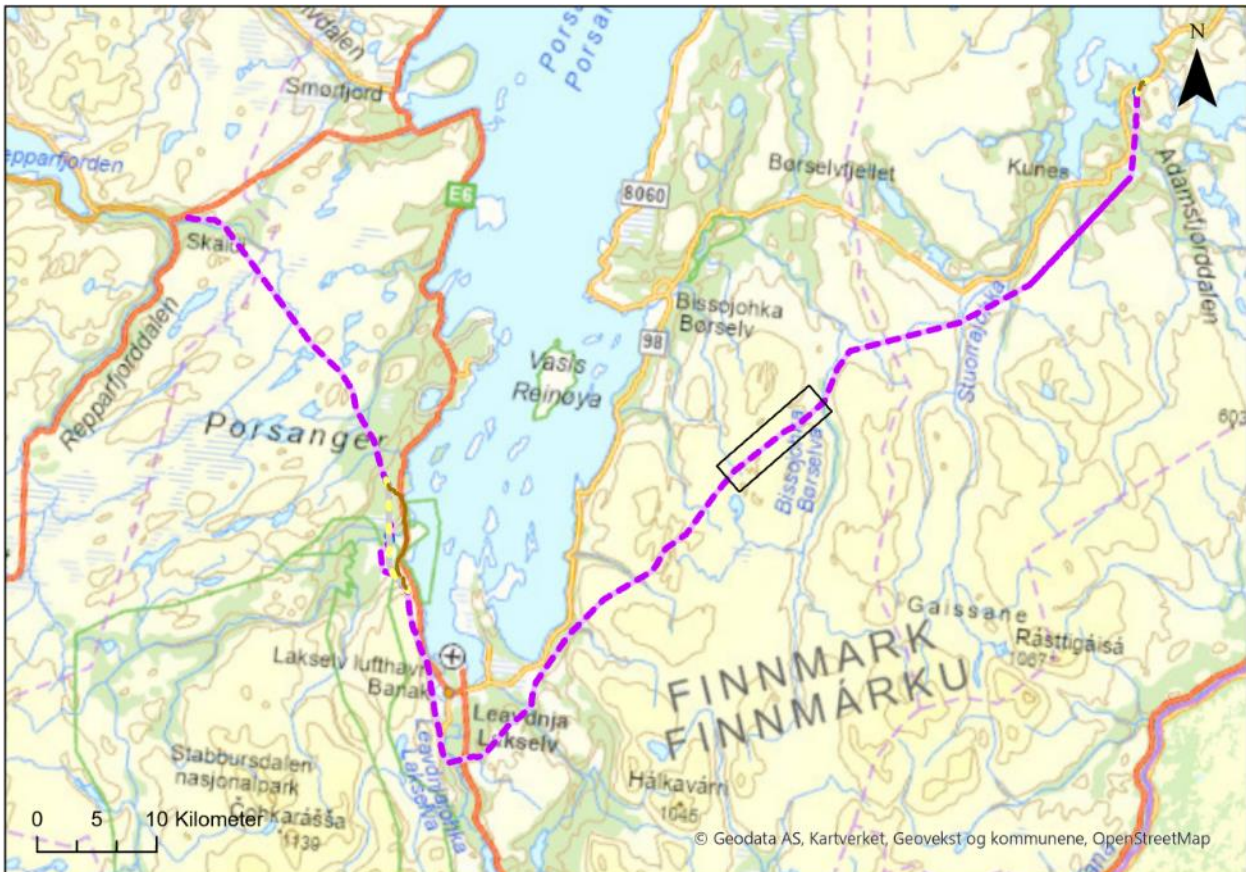 Smørfjord
Porsa
Porsa
N
E6
8060
Børselvfjellet
Kunes
Adamsfjorddalen
Skaidi
Repparfjorddalen
Bissojohka
Børselv
Stuorrajohka
98
Vasis
Reinøya
603
Porsanger
Bissojohka
Børselva
Gaissane
Rásttigáisá
1067
FINNMARK
FINNMÁRKU
Lakselv lufthavn
Banak
Leavdnja
Lakselv
Leavdnjajohka
Lakselva
Stabbursdalen
nasjonalpark
Čohkarášša
1139
Hálkavárri
1045
0 5 10 Kilometer
© Geodata AS, Kartverket, Geovekst og kommunene, OpenStreetMap